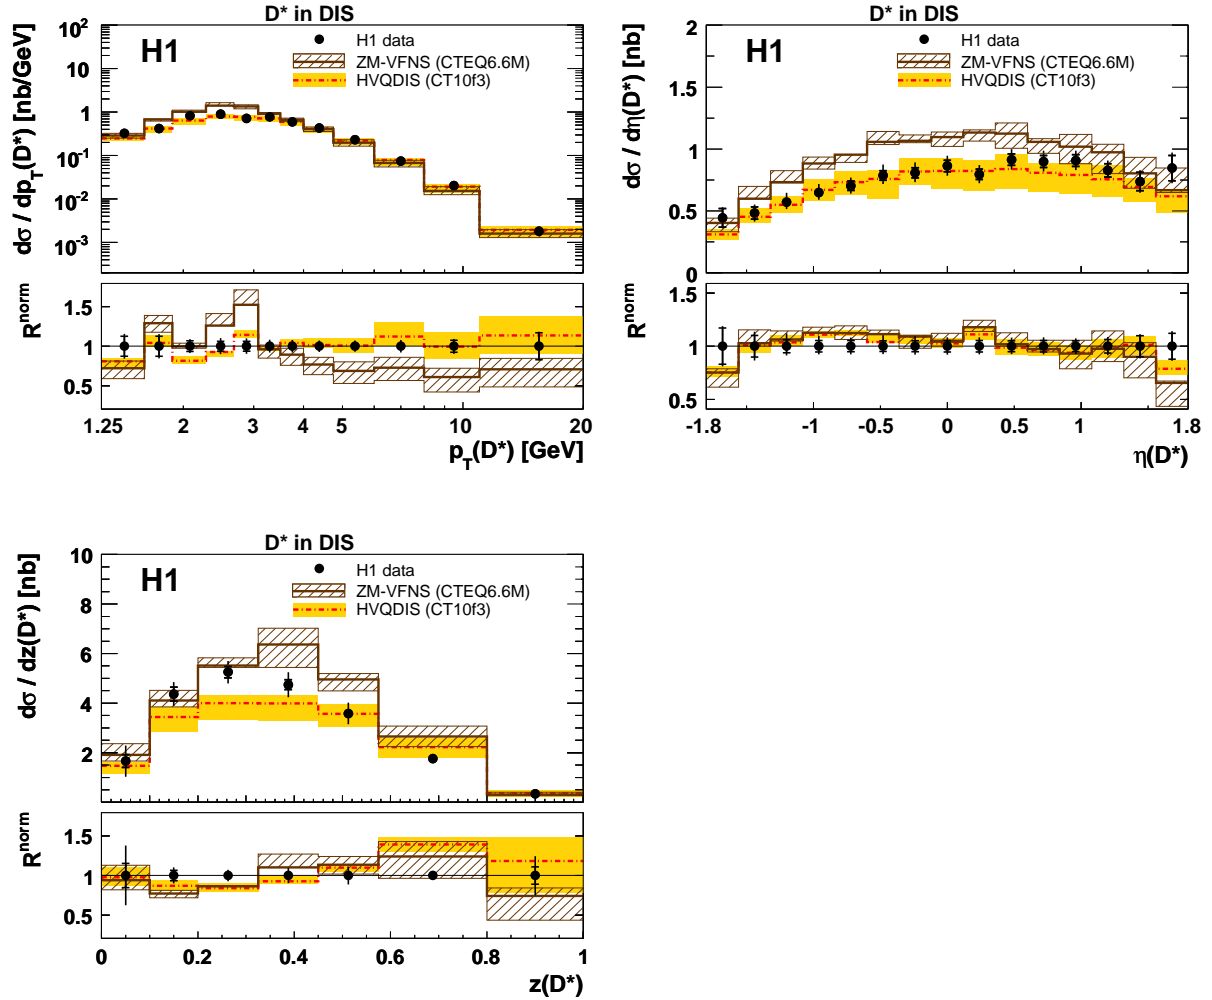 D* in DIS
H1
H1 data
ZM-VFNS (CTEQ6.6M)
HVQDIS (CT10f3)
dσ / dp_T(D*) [nb/GeV]
10²
10
1
10⁻¹
10⁻²
10⁻³
R^norm
1.5
1
0.5
1.25 2 3 4 5 10 20
p_T(D*) [GeV]
D* in DIS
H1
H1 data
ZM-VFNS (CTEQ6.6M)
HVQDIS (CT10f3)
dσ / dη(D*) [nb]
2
1.5
1
0.5
0
R^norm
1.5
1
0.5
-1.8 -1 -0.5 0 0.5 1 1.8
η(D*)
D* in DIS
H1
H1 data
ZM-VFNS (CTEQ6.6M)
HVQDIS (CT10f3)
dσ / dz(D*) [nb]
10
8
6
4
2
R^norm
1.5
1
0.5
0 0.2 0.4 0.6 0.8 1
z(D*)